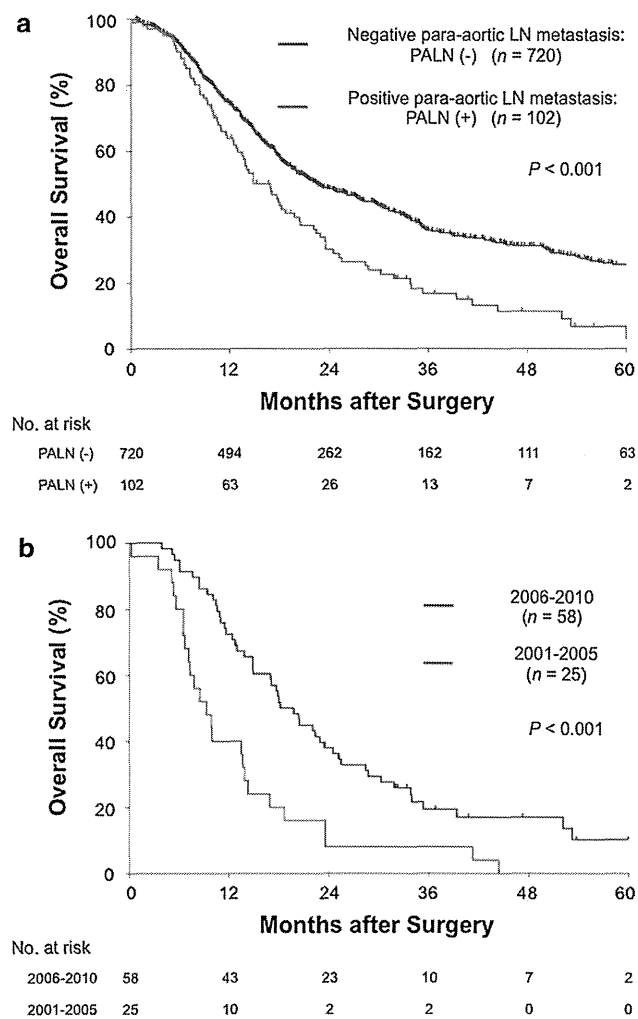 a
Negative para-aortic LN metastasis:
PALN (-) (n = 720)
Positive para-aortic LN metastasis:
PALN (+) (n = 102)
P < 0.001
Overall Survival (%)
100
80
60
40
20
0
0 12 24 36 48 60
Months after Surgery
No. at risk
PALN (-) 720 494 262 162 111 63
PALN (+) 102 63 26 13 7 2
b
2006-2010
(n = 58)
2001-2005
(n = 25)
P < 0.001
Overall Survival (%)
100
80
60
40
20
0
0 12 24 36 48 60
Months after Surgery
No. at risk
2006-2010 58 43 23 10 7 2
2001-2005 25 10 2 2 0 0